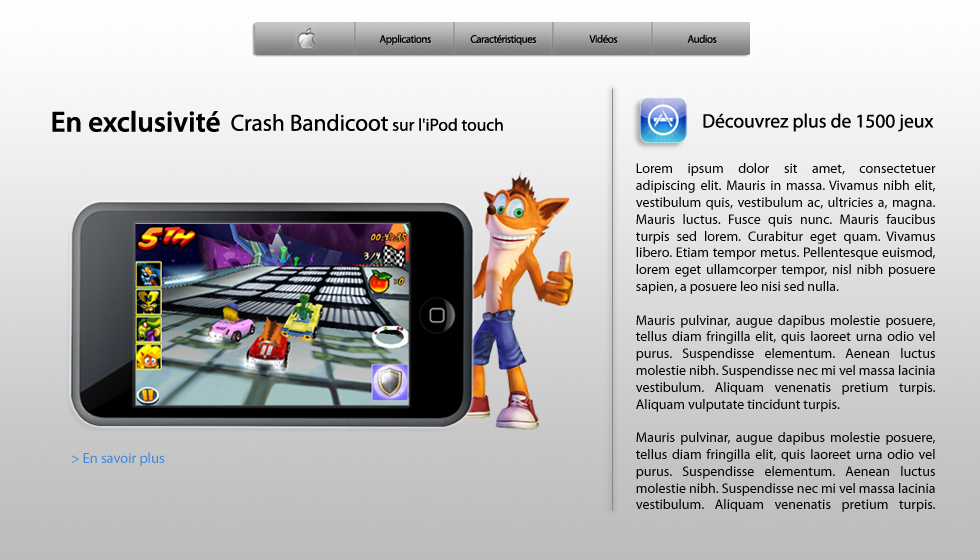 Applications Caractéristiques Vidéos Audios
En exclusivité Crash Bandicoot sur l'iPod touch
5TH
3/4
> En savoir plus
Découvrez plus de 1500 jeux
Lorem ipsum dolor sit amet, consectetuer
adipiscing elit. Mauris in massa. Vivamus nibh elit,
vestibulum quis, vestibulum ac, ultricies a, magna.
Mauris luctus. Fusce quis nunc. Mauris faucibus
turpis sed lorem. Curabitur eget quam. Vivamus
libero. Etiam tempor metus. Pellentesque euismod,
lorem eget ullamcorper tempor, nisl nibh posuere
sapien, a posuere leo nisi sed nulla.
Mauris pulvinar, augue dapibus molestie posuere,
tellus diam fringilla elit, quis laoreet urna odio vel
purus. Suspendisse elementum. Aenean luctus
molestie nibh. Suspendisse nec mi vel massa lacinia
vestibulum. Aliquam venenatis pretium turpis.
Aliquam vulputate tincidunt turpis.
Mauris pulvinar, augue dapibus molestie posuere,
tellus diam fringilla elit, quis laoreet urna odio vel
purus. Suspendisse elementum. Aenean luctus
molestie nibh. Suspendisse nec mi vel massa lacinia
vestibulum. Aliquam venenatis pretium turpis.